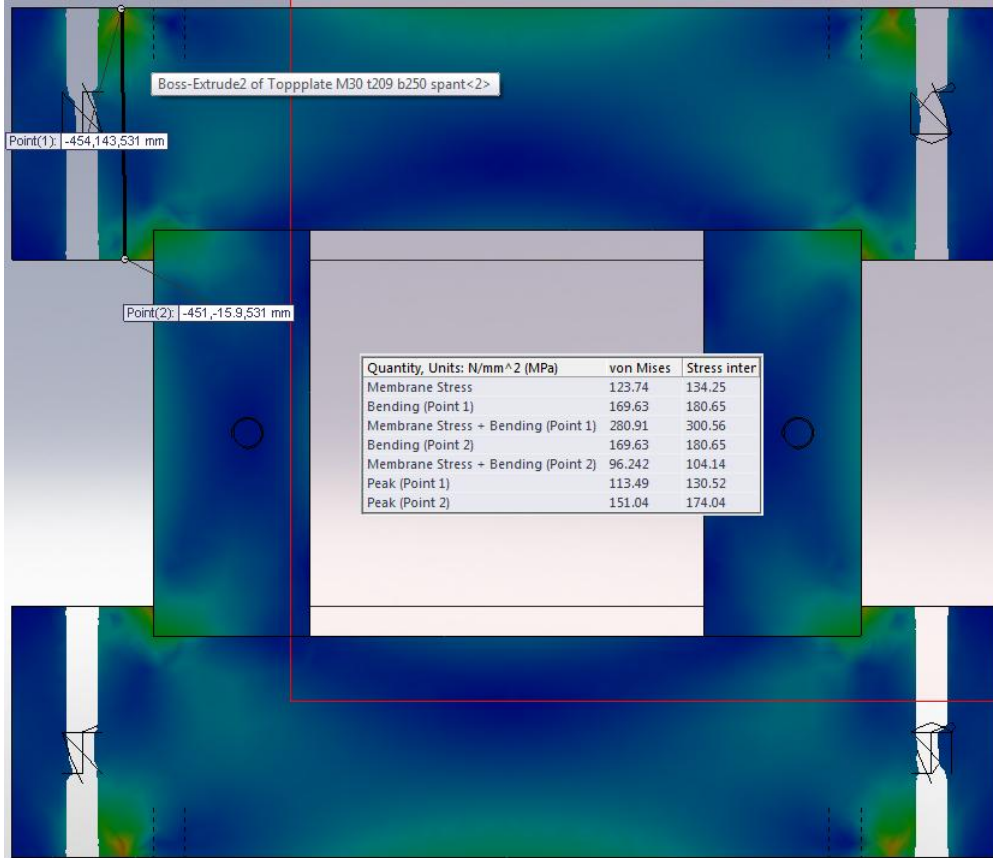 Boss-Extrude2 of Toppplate M30 t209 b250 spant<2>
Point(1): -454,143,531 mm
Point(2): -451,-15.9,531 mm
Quantity, Units: N/mm^2 (MPa) von Mises Stress inter
Membrane Stress 123.74 134.25
Bending (Point 1) 169.63 180.65
Membrane Stress + Bending (Point 1) 280.91 300.56
Bending (Point 2) 169.63 180.65
Membrane Stress + Bending (Point 2) 96.242 104.14
Peak (Point 1) 113.49 130.52
Peak (Point 2) 151.04 174.04